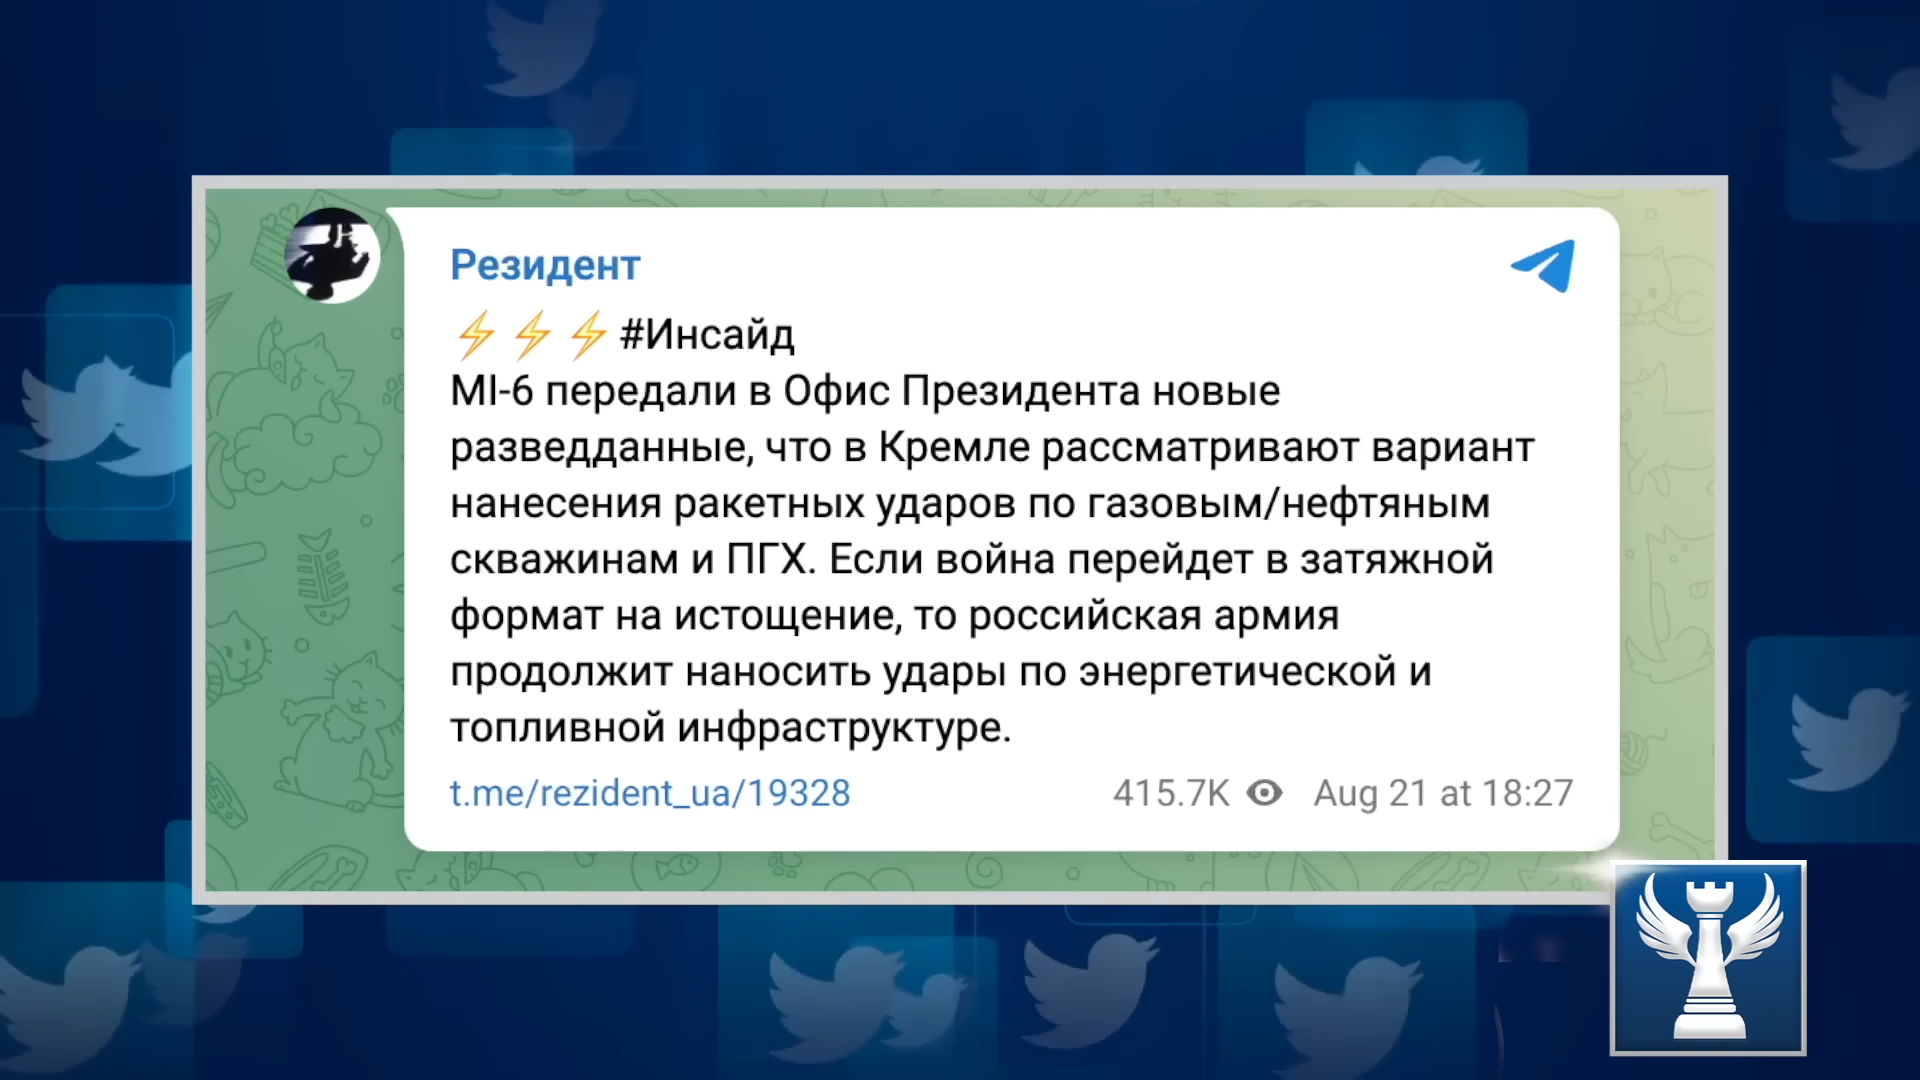 Резидент
⚡⚡⚡#Инсайд
MI-6 передали в Офис Президента новые
разведданные, что в Кремле рассматривают вариант
нанесения ракетных ударов по газовым/нефтяным
скважинам и ПГХ. Если война перейдет в затяжной
формат на истощение, то российская армия
продолжит наносить удары по энергетической и
топливной инфраструктуре.
t.me/rezident_ua/19328 415.7K Aug 21 at 18:27